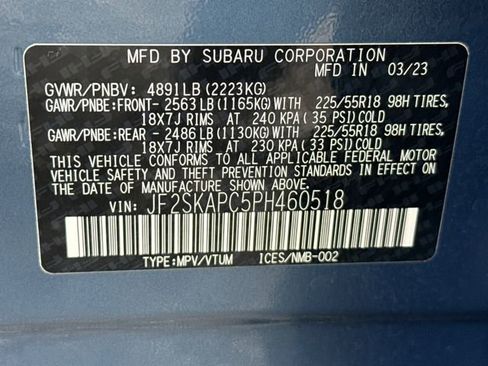 MFD BY SUBARU CORPORATION
MFD IN 03/23
GVWR/PNBV: 4891LB (2223KG)
GAWR/PNBE:FRONT- 2563LB(1165KG)WITH 225/55R18 98H TIRES,
18X7J RIMS AT 240 KPA(35 PSI)COLD
GAWR/PNBE:REAR - 2486LB(1130KG)WITH 225/55R18 98H TIRES,
18X7J RIMS AT 230 KPA(33 PSI)COLD
THIS VEHICLE CONFORMS TO ALL APPLICABLE FEDERAL MOTOR
VEHICLE SAFETY AND THEFT PREVENTION STANDARDS IN EFFECT ON
THE DATE OF MANUFACTURE SHOWN ABOVE.
VIN: JF2SKAPC5PH460518
TYPE:MPV/VTUM ICES/NMB-002